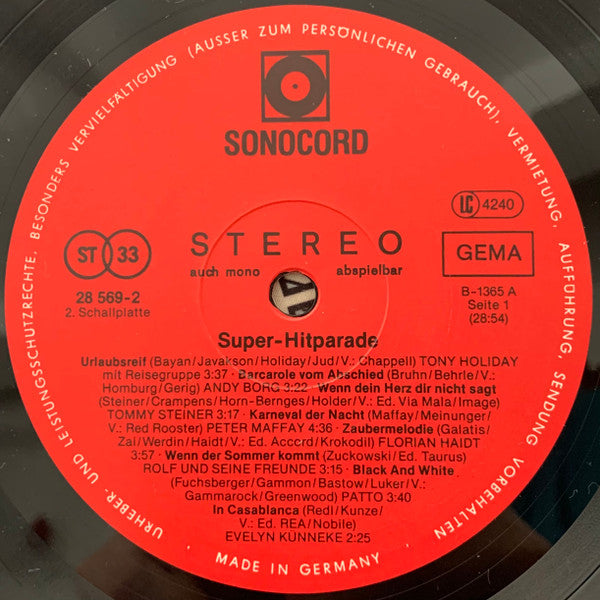 URHEBER- UND LEISTUNGSSCHUTZRECHTE, BESONDERS VERVIELFÄLTIGUNG (AUSSER ZUM PERSÖNLICHEN GEBRAUCH), VERMIETUNG, AUFFÜHRUNG, SENDUNG VORBEHALTEN
SONOCORD
LC 4240
ST 33
STEREO
GEMA
auch mono abspielbar
28 569-2
2. Schallplatte
B-1365 A
Seite 1
(28:54)
Super-Hitparade
Urlaubsreif (Bayan/Javakson/Holiday/Jud/V.: Chappell) TONY HOLIDAY
mit Reisegruppe 3:37 · Barcarole vom Abschied (Bruhn/Behrle/V.:
Homburg/Gerig) ANDY BORG 3:22 · Wenn dein Herz dir nicht sagt
(Steiner/Crampens/Horn-Bernges/Holder/V.: Ed. Via Mala/Image)
TOMMY STEINER 3:17 · Karneval der Nacht (Maffay/Meinunger/
V.: Red Rooster) PETER MAFFAY 4:36 · Zaubermelodie (Galatis/
Zai/Werdin/Haidt/V.: Ed. Accord/Krokodil) FLORIAN HAIDT
3:57 · Wenn der Sommer kommt (Zuckowski/Ed. Taurus)
ROLF UND SEINE FREUNDE 3:15 · Black And White
(Fuchsberger/Gammon/Bastow/Luker/V.:
Gammarock/Greenwood) PATTO 3:40
In Casablanca (Redl/Kunze/
V.: Ed. REA/Nobile)
EVELYN KÜNNEKE 2:25
· MADE IN GERMANY ·